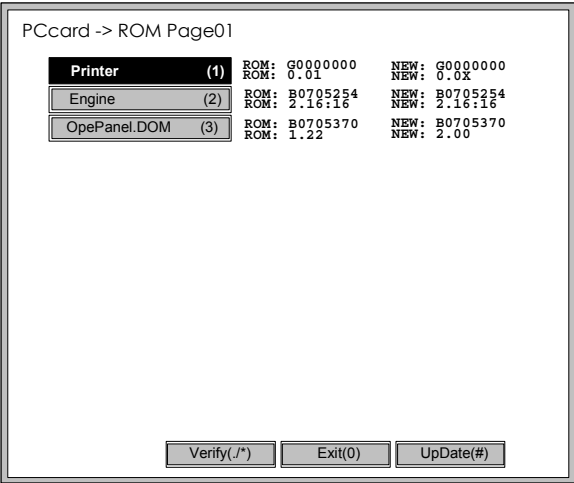 PCcard -> ROM Page01
Printer (1) ROM: G0000000 NEW: G0000000
ROM: 0.01 NEW: 0.0X
Engine (2) ROM: B0705254 NEW: B0705254
ROM: 2.16:16 NEW: 2.16:16
OpePanel.DOM (3) ROM: B0705370 NEW: B0705370
ROM: 1.22 NEW: 2.00
Verify(./*) Exit(0) UpDate(#)